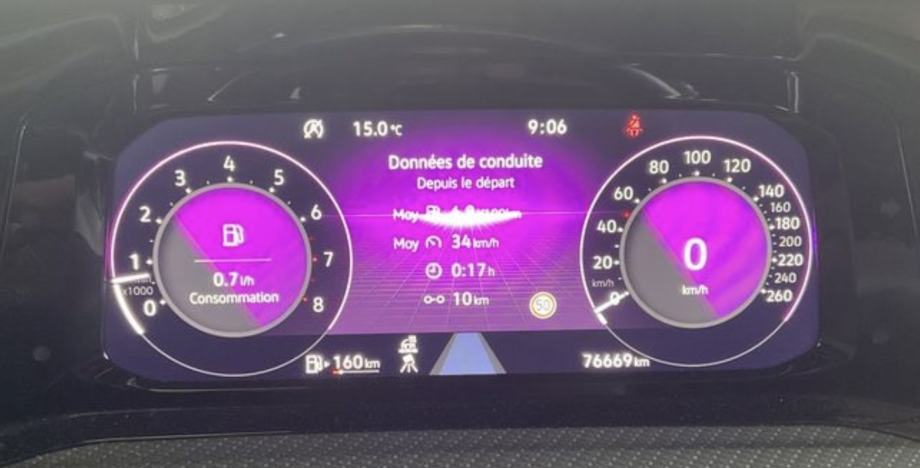 15.0°C
9:06
Données de conduite
Depuis le départ
Moy
Moy 34 km/h
0:17 h
10 km
50
0
1
2
3
4
5
6
7
8
x1000
0.7 l/h
Consommation
0
20
40
60
80
100
120
140
160
180
200
220
240
260
km/h
0
km/h
160 km
76669 km